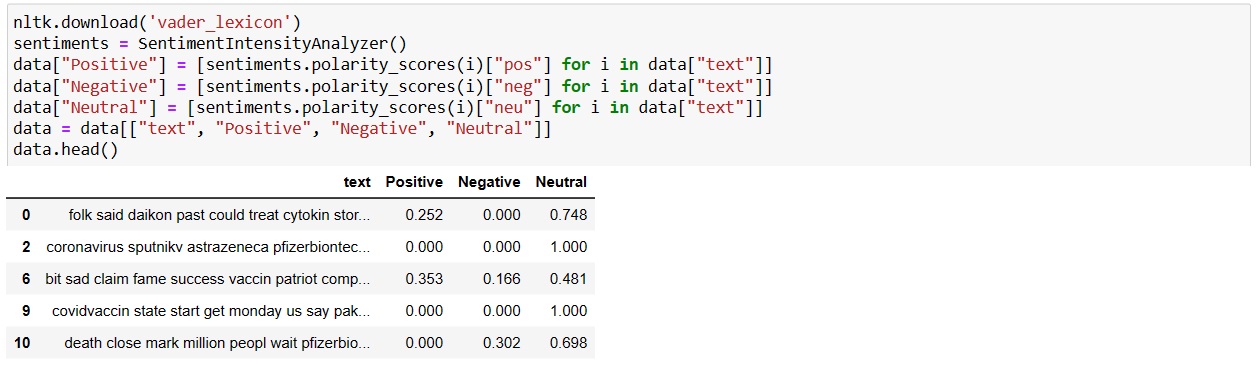 nltk.download('vader_lexicon')
sentiments = SentimentIntensityAnalyzer()
data["Positive"] = [sentiments.polarity_scores(i)["pos"] for i in data["text"]]
data["Negative"] = [sentiments.polarity_scores(i)["neg"] for i in data["text"]]
data["Neutral"] = [sentiments.polarity_scores(i)["neu"] for i in data["text"]]
data = data[["text", "Positive", "Negative", "Neutral"]]
data.head()
text Positive Negative Neutral
0 folk said daikon past could treat cytokin stor... 0.252 0.000 0.748
2 coronavirus sputnikv astrazeneca pfizerbiontec... 0.000 0.000 1.000
6 bit sad claim fame success vaccin patriot comp... 0.353 0.166 0.481
9 covidvaccin state start get monday us say pak... 0.000 0.000 1.000
10 death close mark million peopl wait pfizerbio... 0.000 0.302 0.698